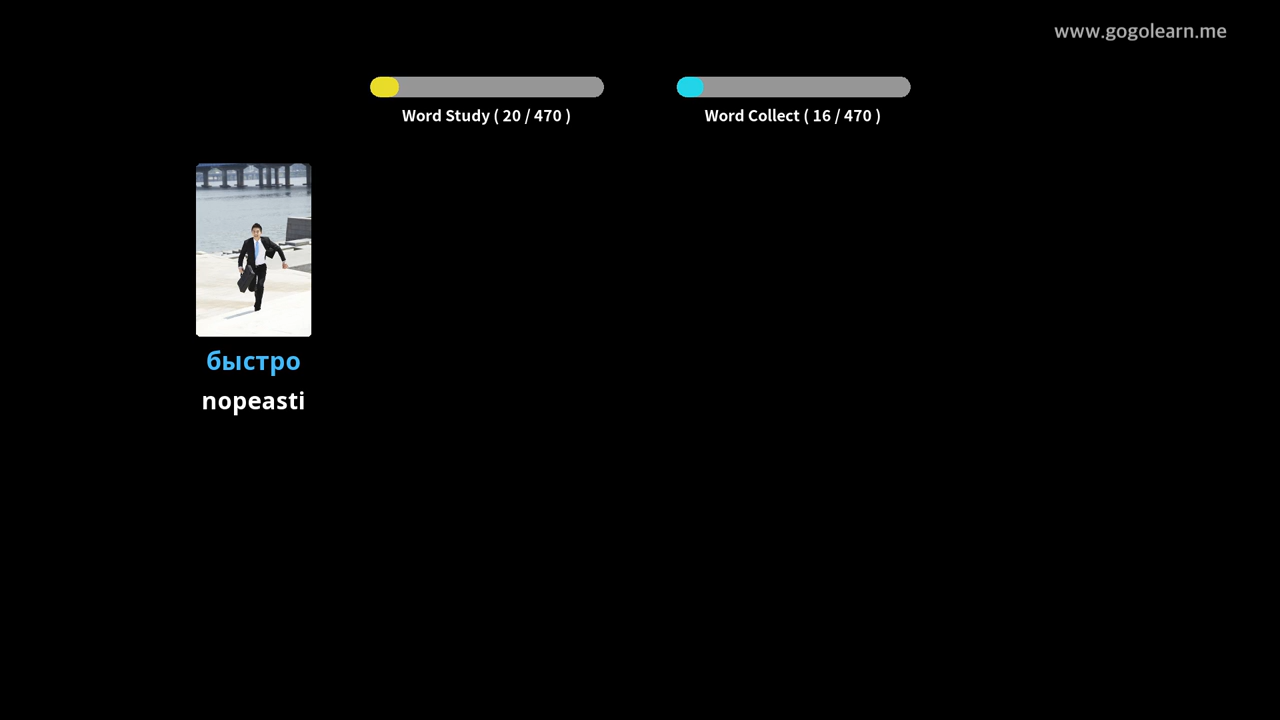 www.gogolearn.me
Word Study ( 20 / 470 )
Word Collect ( 16 / 470 )
быстро
nopeasti